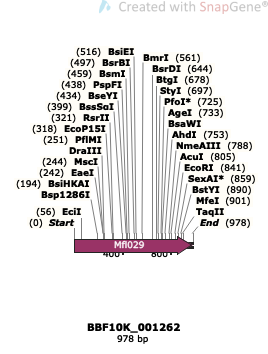 Created with SnapGene®
(516) BsiEI
(497) BsrBI
(459) BsmI
(438) PspFI
(434) BseYI
(399) BssSαI
(321) RsrII
(318) EcoP15I
(251) PflMI
DraIII
(244) MscI
(242) EaeI
(194) BsiHKAI
Bsp1286I
(56) EciI
(0) Start
BmrI (561)
BsrDI (644)
BtgI (678)
StyI (697)
PfoI* (725)
AgeI (733)
BsaWI
AhdI (753)
NmeAIII (788)
AcuI (805)
EcoRI (841)
SexAI* (859)
BstYI (890)
MfeI (901)
TaqII
End (978)
Mfl029
400
800
BBF10K_001262
978 bp